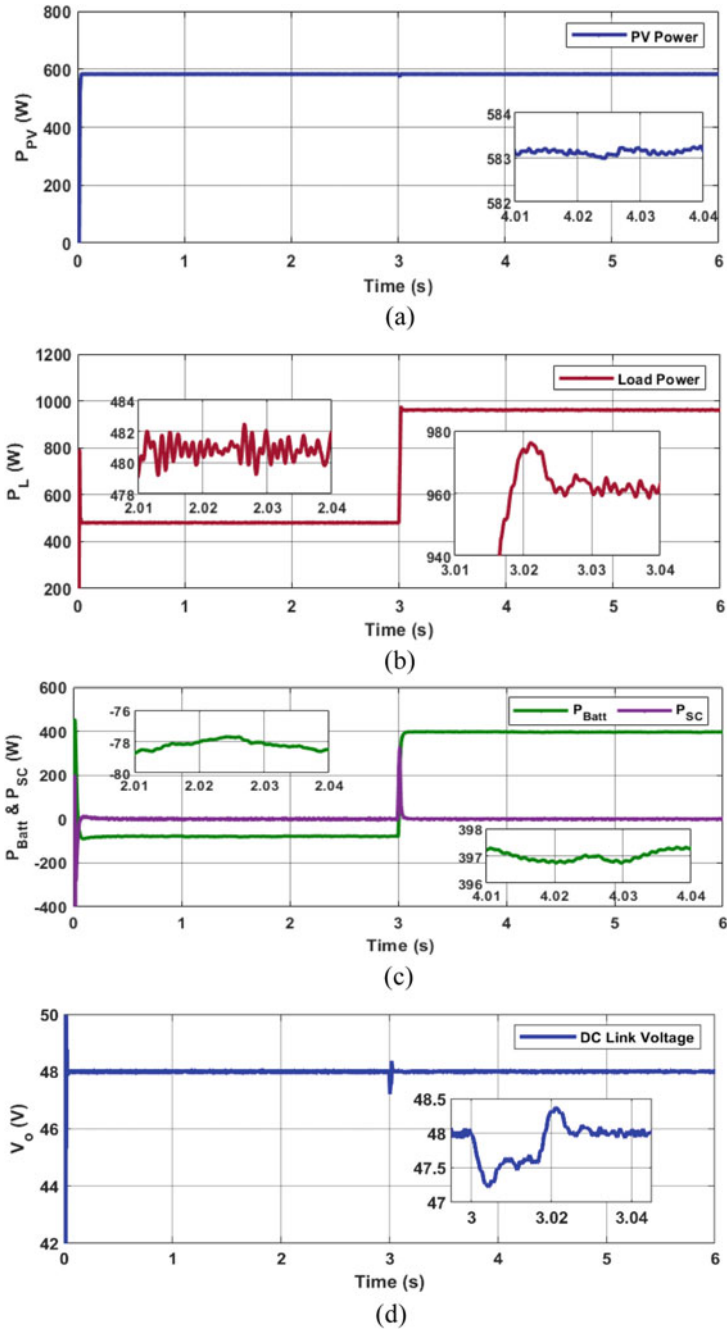 800
PV Power
600
584
P_PV (W)
400
583
200
582
4.01 4.02 4.03 4.04
0
0 1 2 3 4 5 6
Time (s)
(a)
1200
Load Power
1000
484
980
482
P_L (W)
800
480
960
600
478
2.01 2.02 2.03 2.04
400
940
3.01 3.02 3.03 3.04
200
0 1 2 3 4 5 6
Time (s)
(b)
600
-76
P_Batt P_SC
400
-78
P_Batt & P_SC (W)
200
-80
2.01 2.02 2.03 2.04
0
398
-200
397
396
4.01 4.02 4.03 4.04
-400
0 1 2 3 4 5 6
Time (s)
(c)
50
DC Link Voltage
48
V_o (V)
46
48.5
48
44
47.5
47
3 3.02 3.04
42
0 1 2 3 4 5 6
Time (s)
(d)